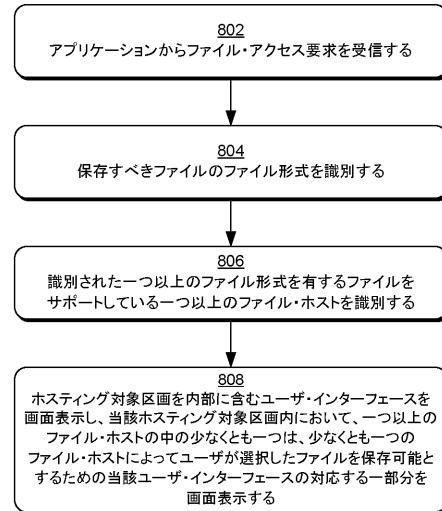 802
アプリケーションからファイル・アクセス要求を受信する
804
保存すべきファイルのファイル形式を識別する
806
識別された一つ以上のファイル形式を有するファイルを
サポートしている一つ以上のファイル・ホストを識別する
808
ホスティング対象区画を内部に含むユーザ・インターフェースを
画面表示し、当該ホスティング対象区画内において、一つ以上の
ファイル・ホストの中の少なくとも一つは、少なくとも一つの
ファイル・ホストによってユーザが選択したファイルを保存可能と
するための当該ユーザ・インターフェースの対応する一部分を
画面表示する